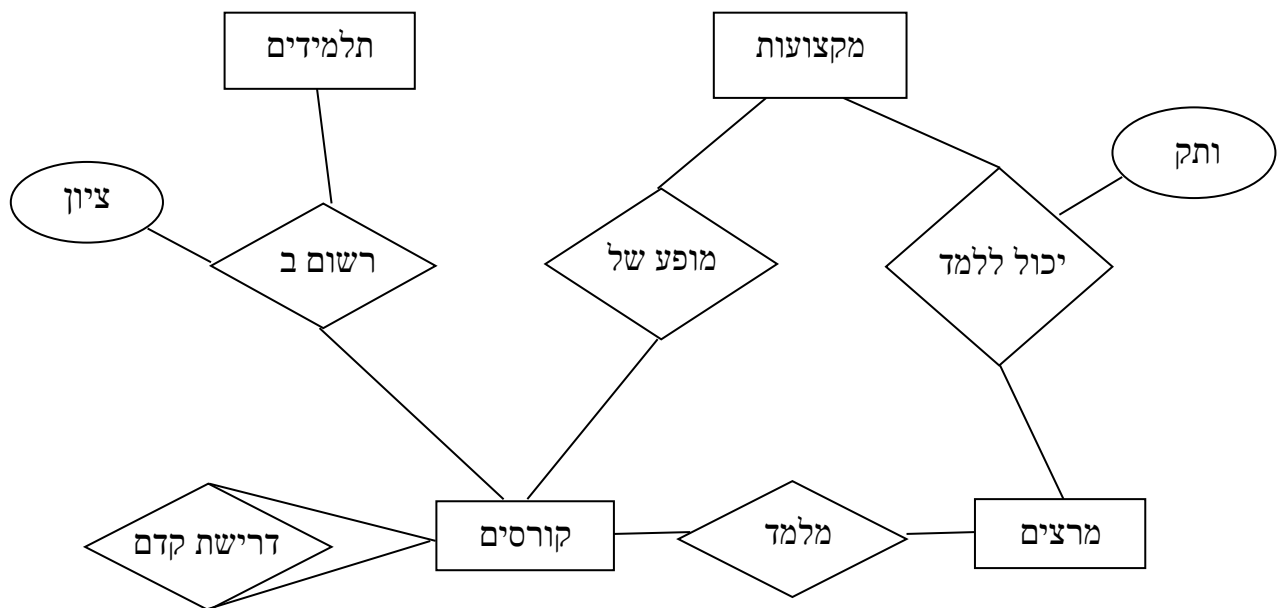 מקצועות
תלמידים
ותק
ציון
יכול ללמד
מופע של
רשום ב
מרצים
מלמד
קורסים
דרישת קדם